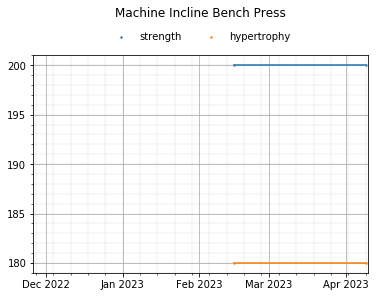 Machine Incline Bench Press
strength hypertrophy
200
195
190
185
180
Dec 2022 Jan 2023 Feb 2023 Mar 2023 Apr 2023